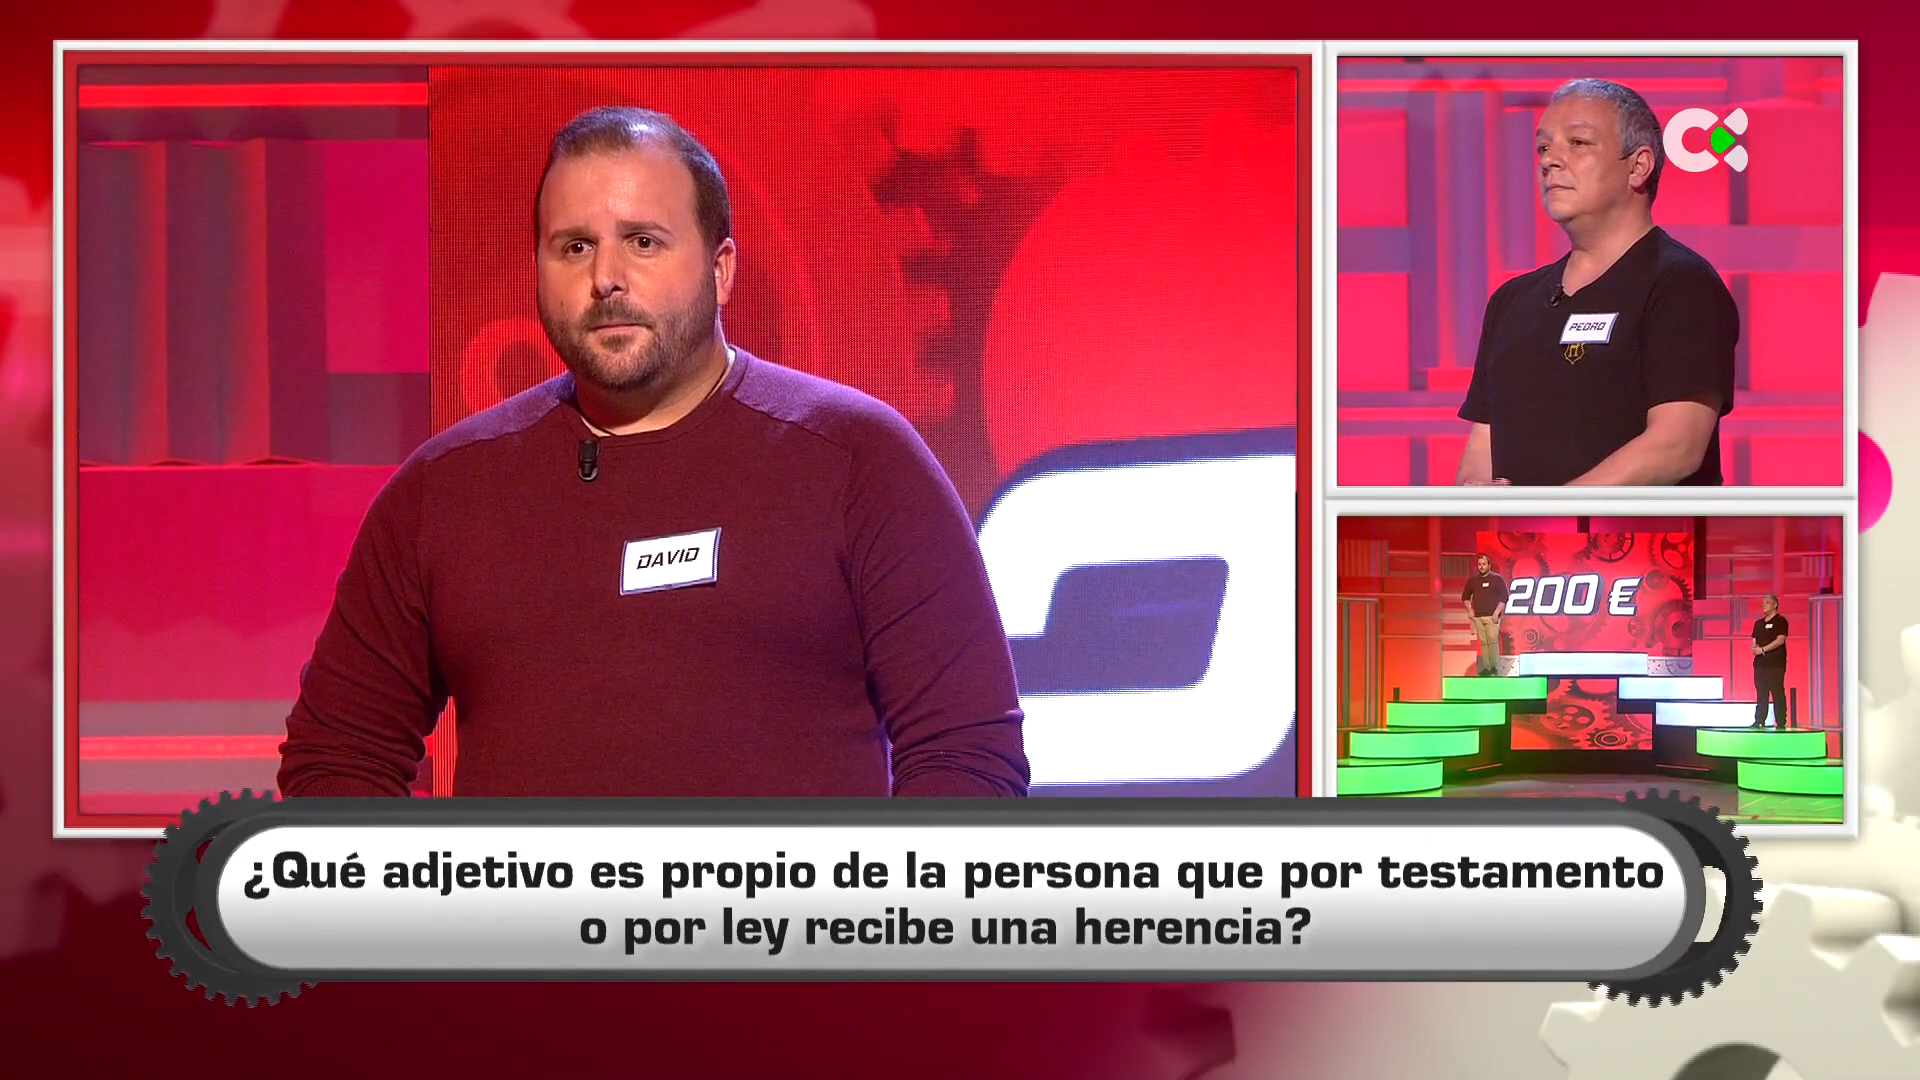 DAVID
PEDRO
200 €
¿Qué adjetivo es propio de la persona que por testamento
o por ley recibe una herencia?